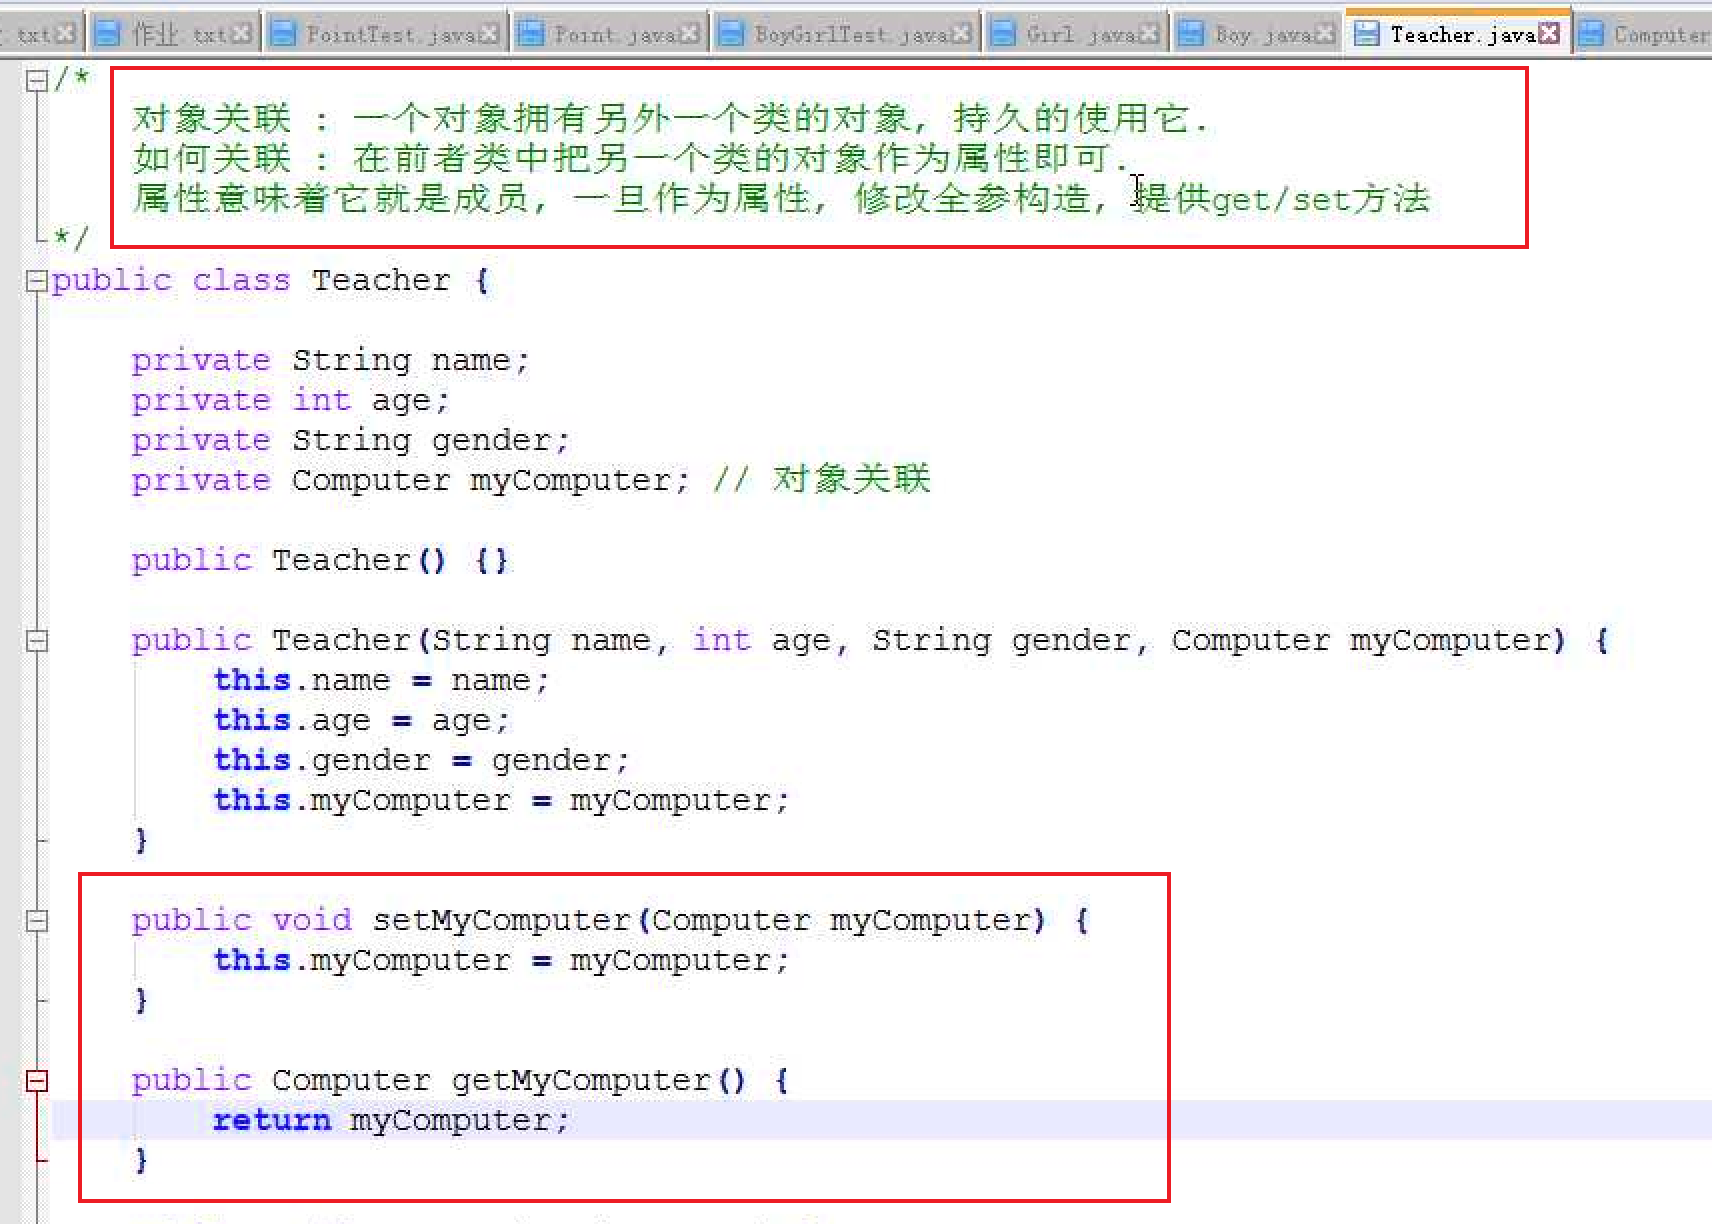 txt 作业.txt PointTest.java Point.java BoyGirlTest.java Girl.java Boy.java Teacher.java Computer
/*
对象关联 : 一个对象拥有另外一个类的对象, 持久的使用它.
如何关联 : 在前者类中把另一个类的对象作为属性即可.
属性意味着它就是成员, 一旦作为属性, 修改全参构造, 提供get/set方法
*/
public class Teacher {
private String name;
private int age;
private String gender;
private Computer myComputer; // 对象关联
public Teacher() {}
public Teacher(String name, int age, String gender, Computer myComputer) {
this.name = name;
this.age = age;
this.gender = gender;
this.myComputer = myComputer;
}
public void setMyComputer(Computer myComputer) {
this.myComputer = myComputer;
}
public Computer getMyComputer() {
return myComputer;
}